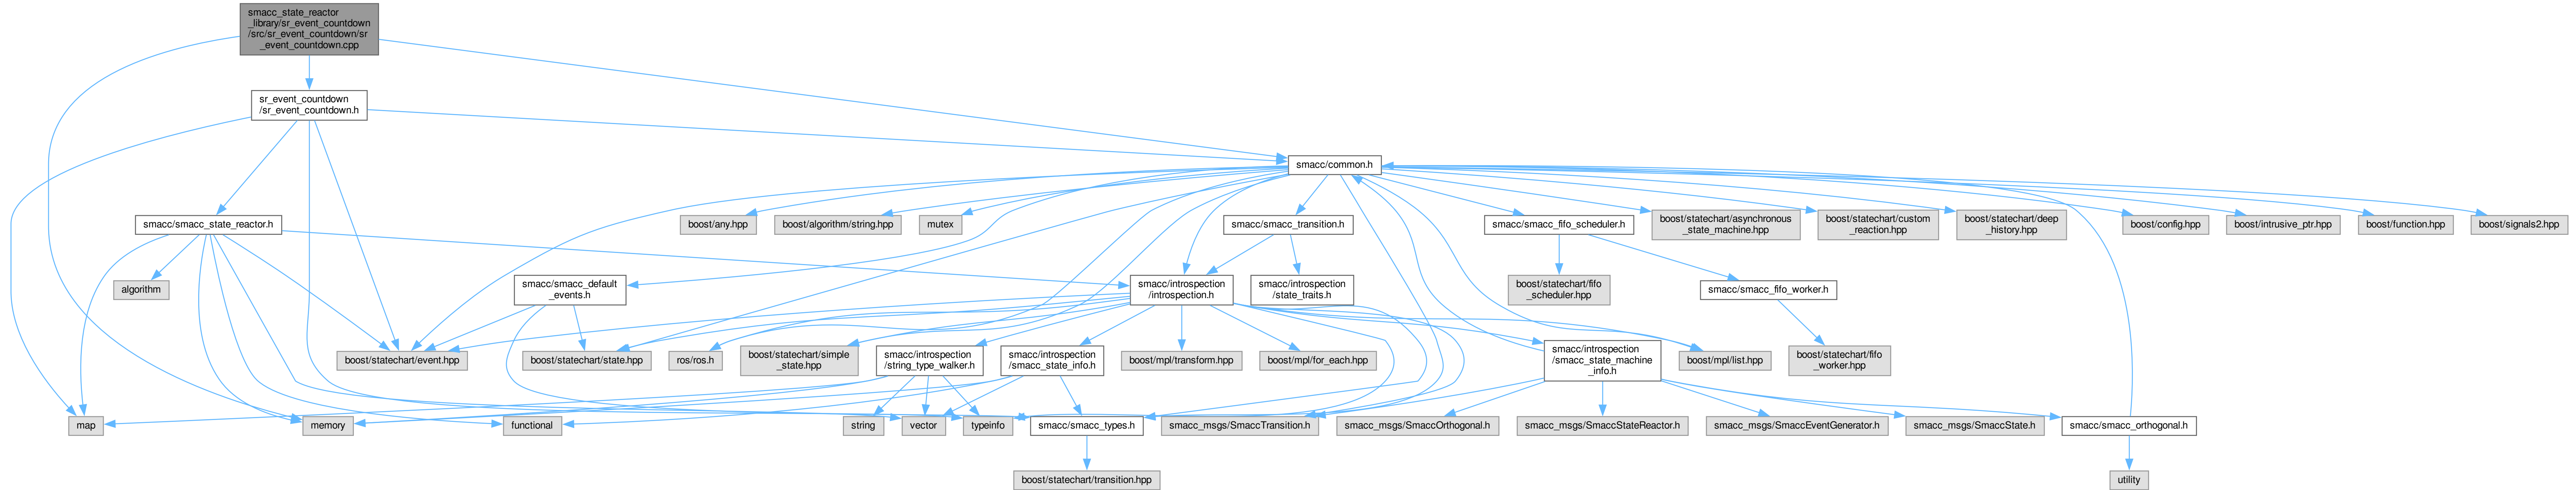 smacc_state_reactor
_library/sr_event_countdown
/src/sr_event_countdown/sr
_event_countdown.cpp
sr_event_countdown
/sr_event_countdown.h
smacc/common.h
smacc/smacc_state_reactor.h
boost/any.hpp
boost/algorithm/string.hpp
mutex
smacc/smacc_transition.h
smacc/smacc_fifo_scheduler.h
boost/statechart/asynchronous
_state_machine.hpp
boost/statechart/custom
_reaction.hpp
boost/statechart/deep
_history.hpp
boost/config.hpp
boost/intrusive_ptr.hpp
boost/function.hpp
boost/signals2.hpp
algorithm
smacc/smacc_default
_events.h
smacc/introspection
/introspection.h
smacc/introspection
/state_traits.h
boost/statechart/fifo
_scheduler.hpp
smacc/smacc_fifo_worker.h
boost/statechart/event.hpp
boost/statechart/state.hpp
ros/ros.h
boost/statechart/simple
_state.hpp
smacc/introspection
/string_type_walker.h
smacc/introspection
/smacc_state_info.h
boost/mpl/transform.hpp
boost/mpl/for_each.hpp
smacc/introspection
/smacc_state_machine
_info.h
boost/mpl/list.hpp
boost/statechart/fifo
_worker.hpp
map
memory
functional
string
vector
typeinfo
smacc/smacc_types.h
smacc_msgs/SmaccTransition.h
smacc_msgs/SmaccOrthogonal.h
smacc_msgs/SmaccStateReactor.h
smacc_msgs/SmaccEventGenerator.h
smacc_msgs/SmaccState.h
smacc/smacc_orthogonal.h
boost/statechart/transition.hpp
utility